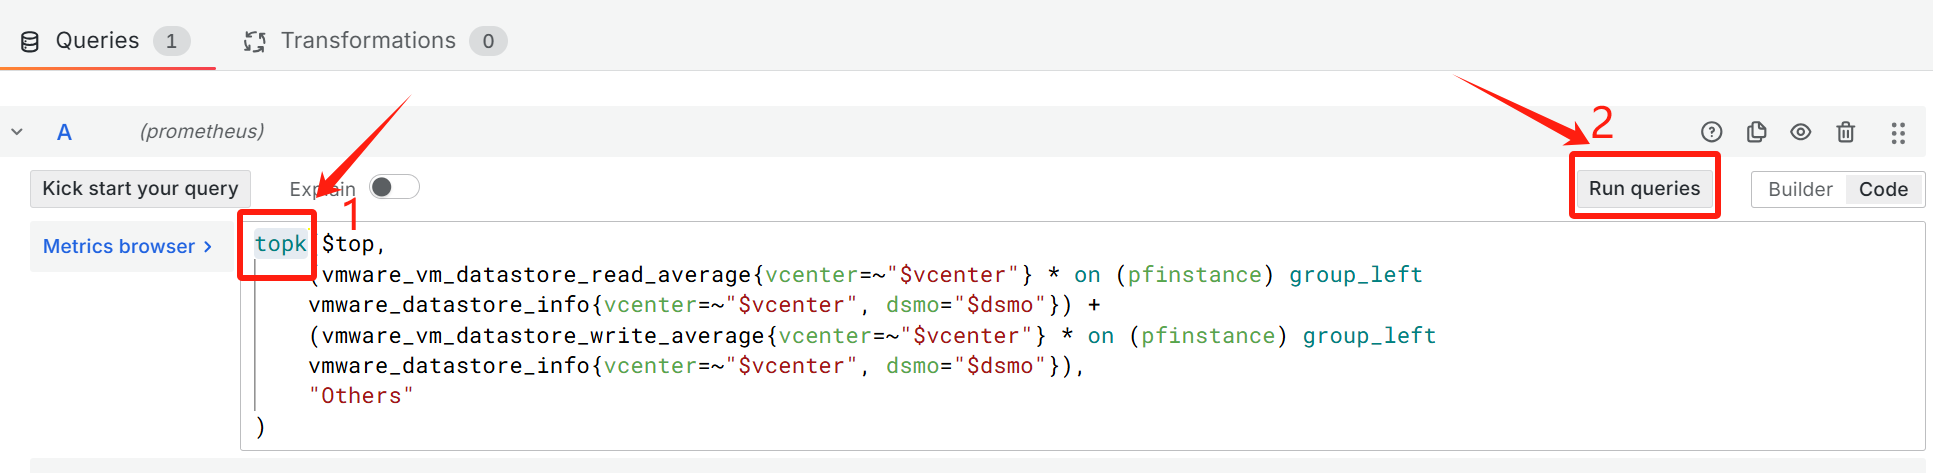 Queries 1 Transformations 0
2
A (prometheus)
Kick start your query Explain Run queries Builder Code
1
Metrics browser > topk($top,
(vmware_vm_datastore_read_average{vcenter=~"$vcenter"} * on (pfinstance) group_left
vmware_datastore_info{vcenter=~"$vcenter", dsmo="$dsmo"}) +
(vmware_vm_datastore_write_average{vcenter=~"$vcenter"} * on (pfinstance) group_left
vmware_datastore_info{vcenter=~"$vcenter", dsmo="$dsmo"}),
"Others"
)